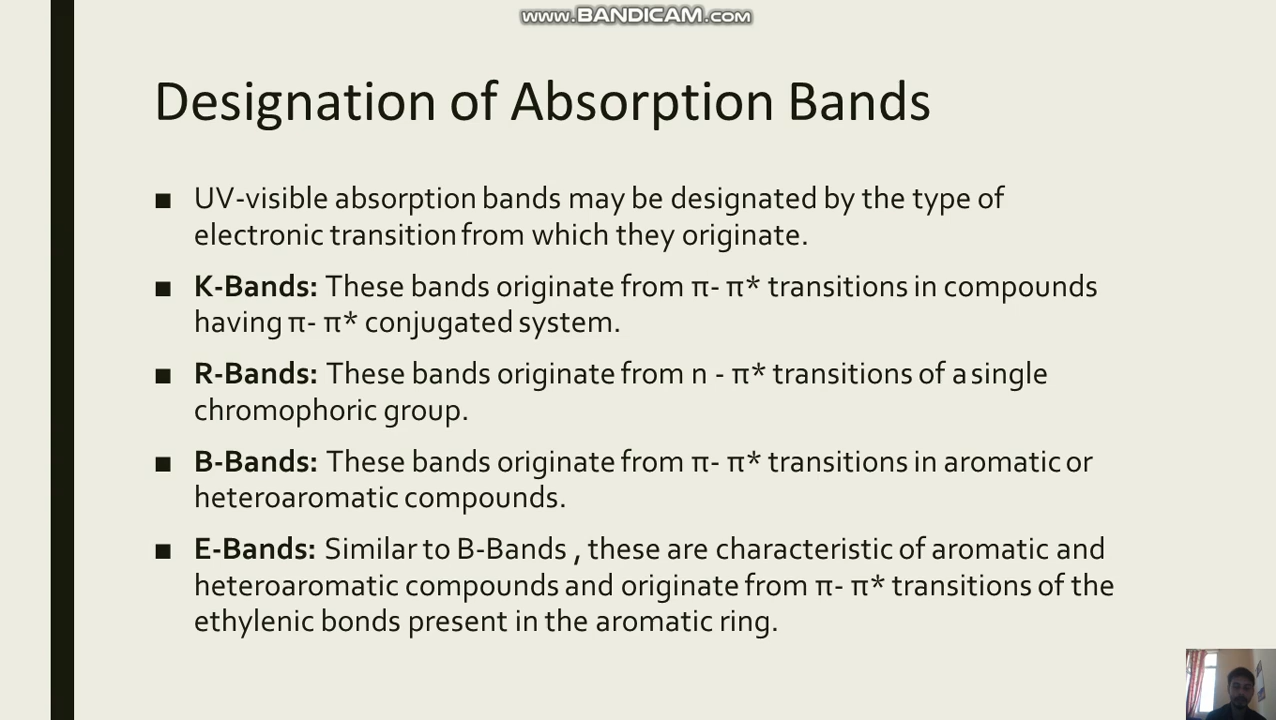 www.BANDICAM.com
Designation of Absorption Bands
■ UV-visible absorption bands may be designated by the type of
electronic transition from which they originate.
■ K-Bands: These bands originate from π- π* transitions in compounds
having π- π* conjugated system.
■ R-Bands: These bands originate from n - π* transitions of a single
chromophoric group.
■ B-Bands: These bands originate from π- π* transitions in aromatic or
heteroaromatic compounds.
■ E-Bands: Similar to B-Bands , these are characteristic of aromatic and
heteroaromatic compounds and originate from π- π* transitions of the
ethylenic bonds present in the aromatic ring.